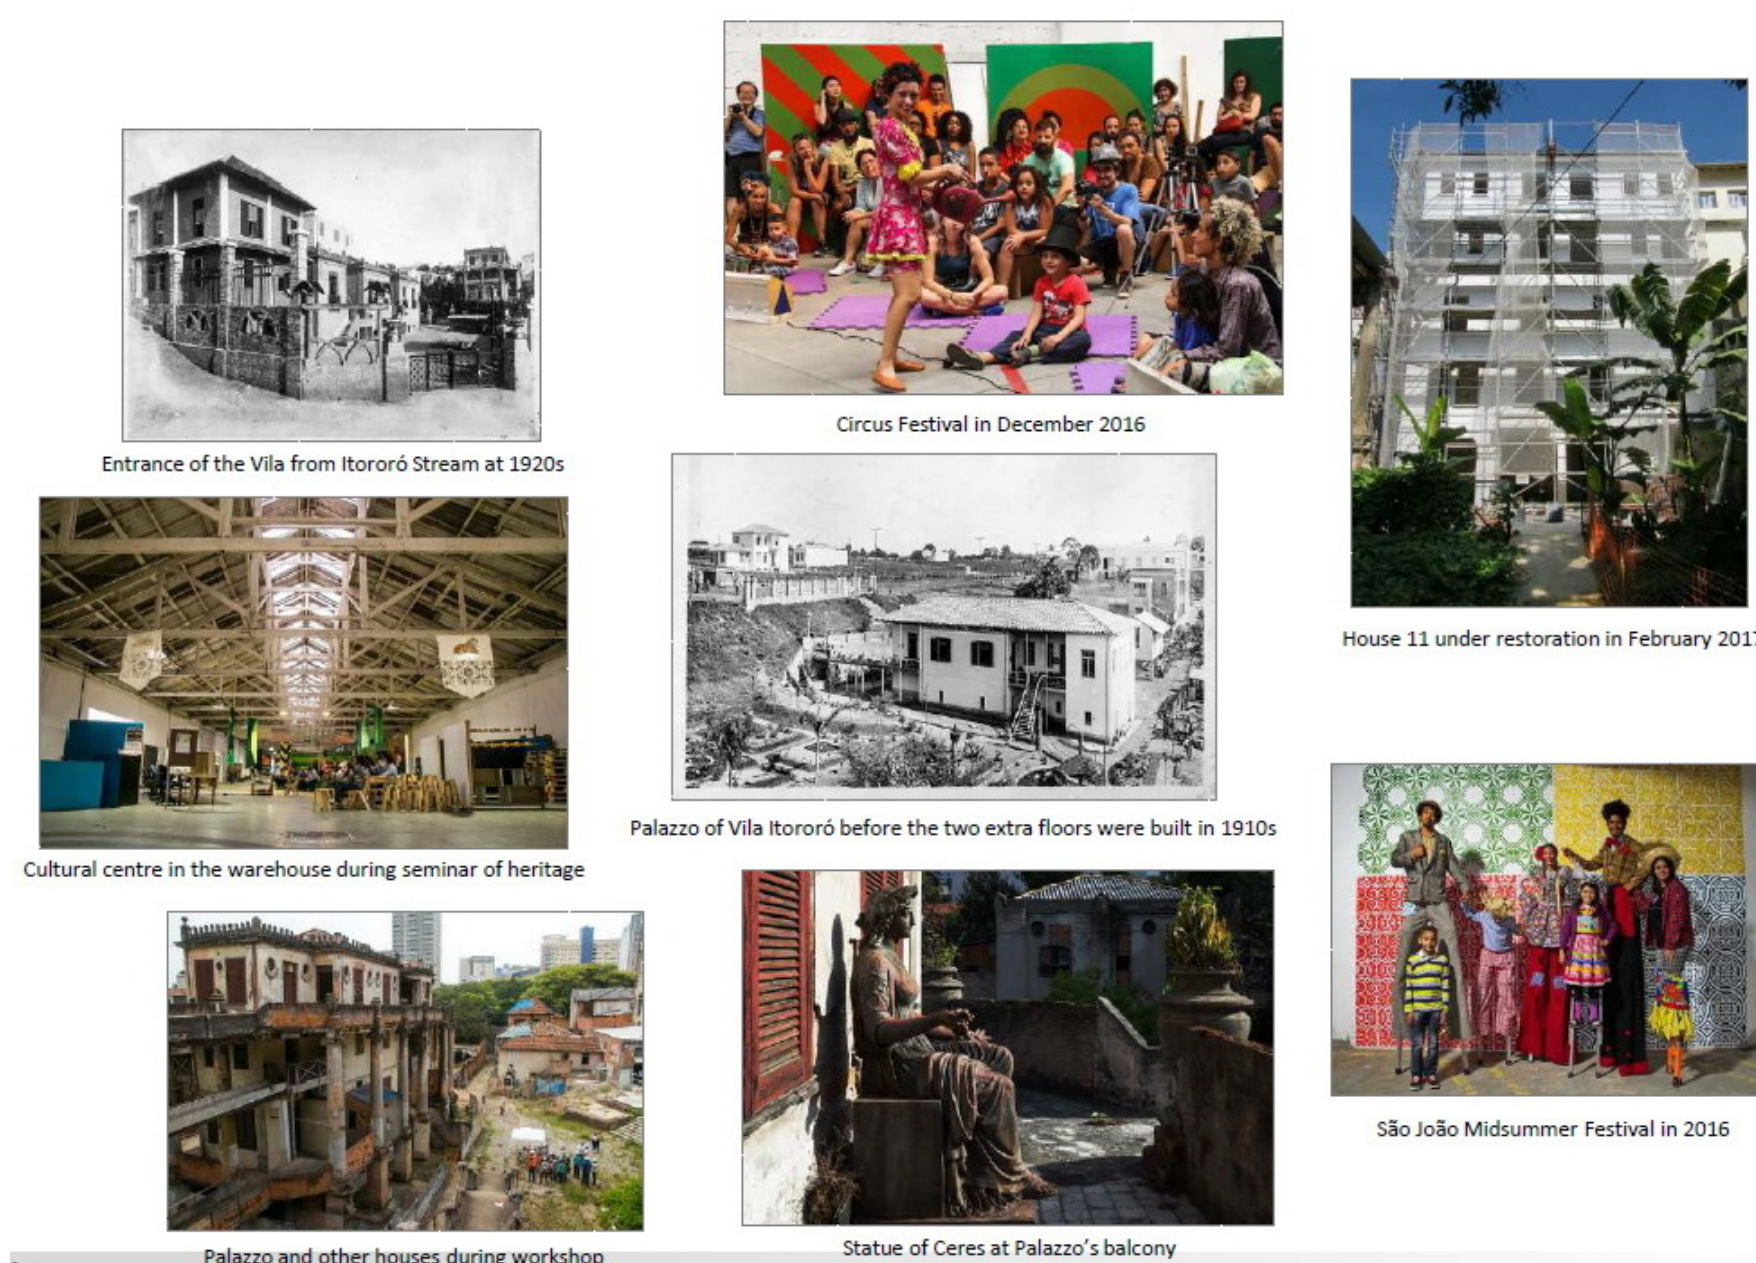 Circus Festival in December 2016
Entrance of the Vila from Itororó Stream at 1920s
House 11 under restoration in February 2017
Palazzo of Vila Itororó before the two extra floors were built in 1910s
Cultural centre in the warehouse during seminar of heritage
São João Midsummer Festival in 2016
Statue of Ceres at Palazzo’s balcony
Palazzo and other houses during workshop